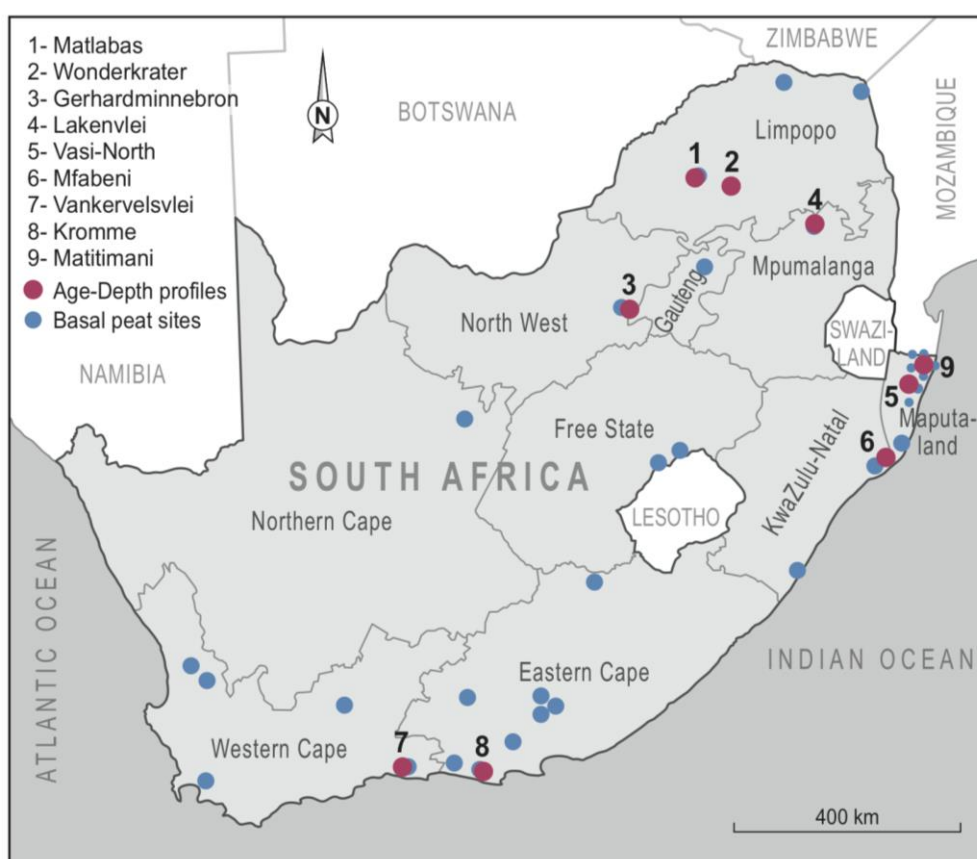 1- Matlabas
2- Wonderkrater
3- Gerhardminnebron
4- Lakenvlei
5- Vasi-North
6- Mfabeni
7- Vankervelsvlei
8- Kromme
9- Matitimani
Age-Depth profiles
Basal peat sites
N
ZIMBABWE
BOTSWANA
MOZAMBIQUE
Limpopo
1
2
4
Mpumalanga
Gauteng
3
North West
SWAZI-
LAND
NAMIBIA
9
5
Maputa-
land
Free State
6
KwaZulu-Natal
SOUTH AFRICA
Northern Cape
LESOTHO
ATLANTIC OCEAN
INDIAN OCEAN
Eastern Cape
Western Cape
7
8
400 km